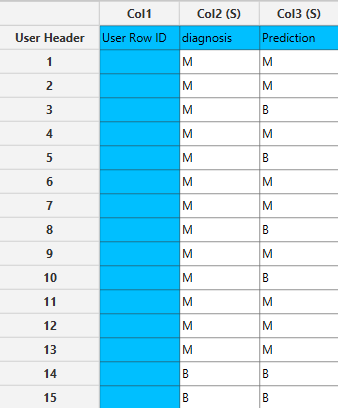 Col1 Col2 (S) Col3 (S)
User Header User Row ID diagnosis Prediction
1 M M
2 M M
3 M B
4 M M
5 M B
6 M M
7 M M
8 M B
9 M M
10 M B
11 M M
12 M M
13 M M
14 B B
15 B B